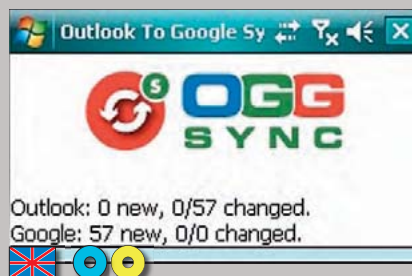 Outlook To Google Sy
S
OGG
SYNC
Outlook: 0 new, 0/57 changed.
Google: 57 new, 0/0 changed.